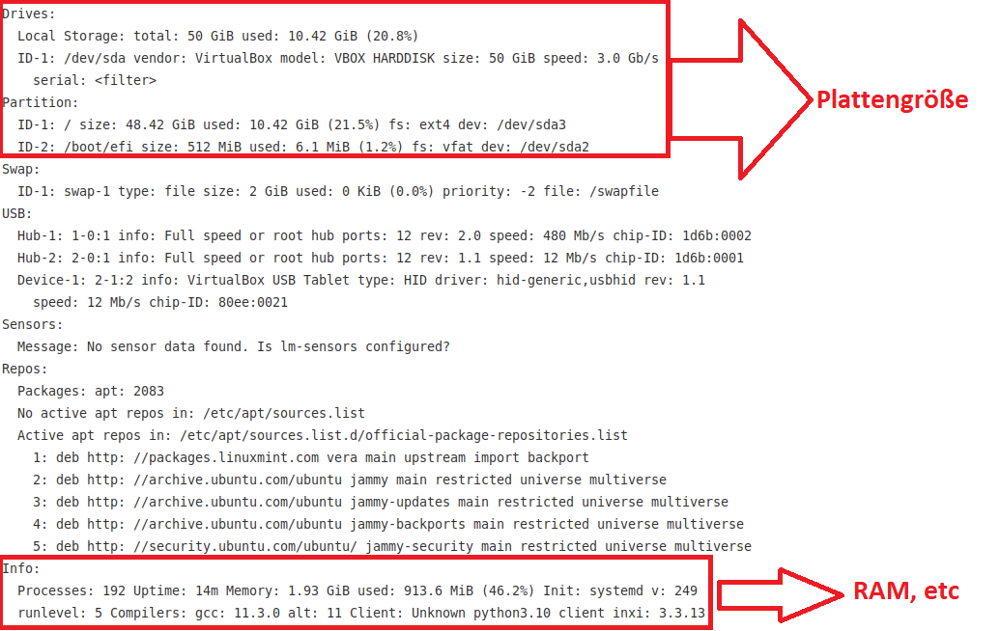 Drives:
Local Storage: total: 50 GiB used: 10.42 GiB (20.8%)
ID-1: /dev/sda vendor: VirtualBox model: VBOX HARDDISK size: 50 GiB speed: 3.0 Gb/s
serial: <filter>
Partition:
Plattengröße
ID-1: / size: 48.42 GiB used: 10.42 GiB (21.5%) fs: ext4 dev: /dev/sda3
ID-2: /boot/efi size: 512 MiB used: 6.1 MiB (1.2%) fs: vfat dev: /dev/sda2
Swap:
ID-1: swap-1 type: file size: 2 GiB used: 0 KiB (0.0%) priority: -2 file: /swapfile
USB:
Hub-1: 1-0:1 info: Full speed or root hub ports: 12 rev: 2.0 speed: 480 Mb/s chip-ID: 1d6b:0002
Hub-2: 2-0:1 info: Full speed or root hub ports: 12 rev: 1.1 speed: 12 Mb/s chip-ID: 1d6b:0001
Device-1: 2-1:2 info: VirtualBox USB Tablet type: HID driver: hid-generic,usbhid rev: 1.1
speed: 12 Mb/s chip-ID: 80ee:0021
Sensors:
Message: No sensor data found. Is lm-sensors configured?
Repos:
Packages: apt: 2083
No active apt repos in: /etc/apt/sources.list
Active apt repos in: /etc/apt/sources.list.d/official-package-repositories.list
1: deb http: //packages.linuxmint.com vera main upstream import backport
2: deb http: //archive.ubuntu.com/ubuntu jammy main restricted universe multiverse
3: deb http: //archive.ubuntu.com/ubuntu jammy-updates main restricted universe multiverse
4: deb http: //archive.ubuntu.com/ubuntu jammy-backports main restricted universe multiverse
5: deb http: //security.ubuntu.com/ubuntu/ jammy-security main restricted universe multiverse
Info:
Processes: 192 Uptime: 14m Memory: 1.93 GiB used: 913.6 MiB (46.2%) Init: systemd v: 249
RAM, etc
runlevel: 5 Compilers: gcc: 11.3.0 alt: 11 Client: Unknown python3.10 client inxi: 3.3.13